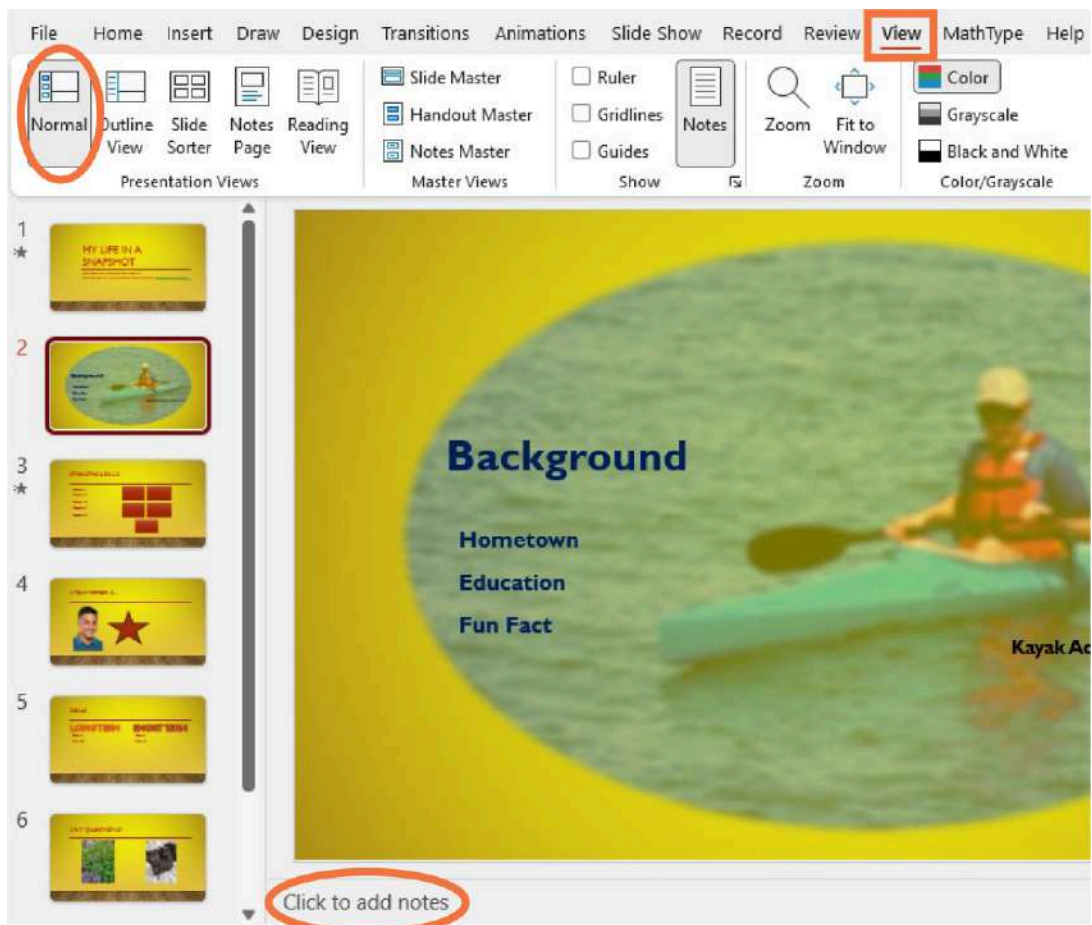 File Home Insert Draw Design Transitions Animations Slide Show Record Review View MathType Help
Normal Outline View Slide Sorter Notes Page Reading View
Presentation Views
Slide Master
Handout Master
Notes Master
Master Views
Ruler
Gridlines
Guides
Notes
Show
Zoom Fit to Window
Zoom
Color
Grayscale
Black and White
Color/Grayscale
1
MY LIFE IN A
SNAPSHOT
2
Background
3
4
5
6
Background
Hometown
Education
Fun Fact
Kayak Ac
Click to add notes